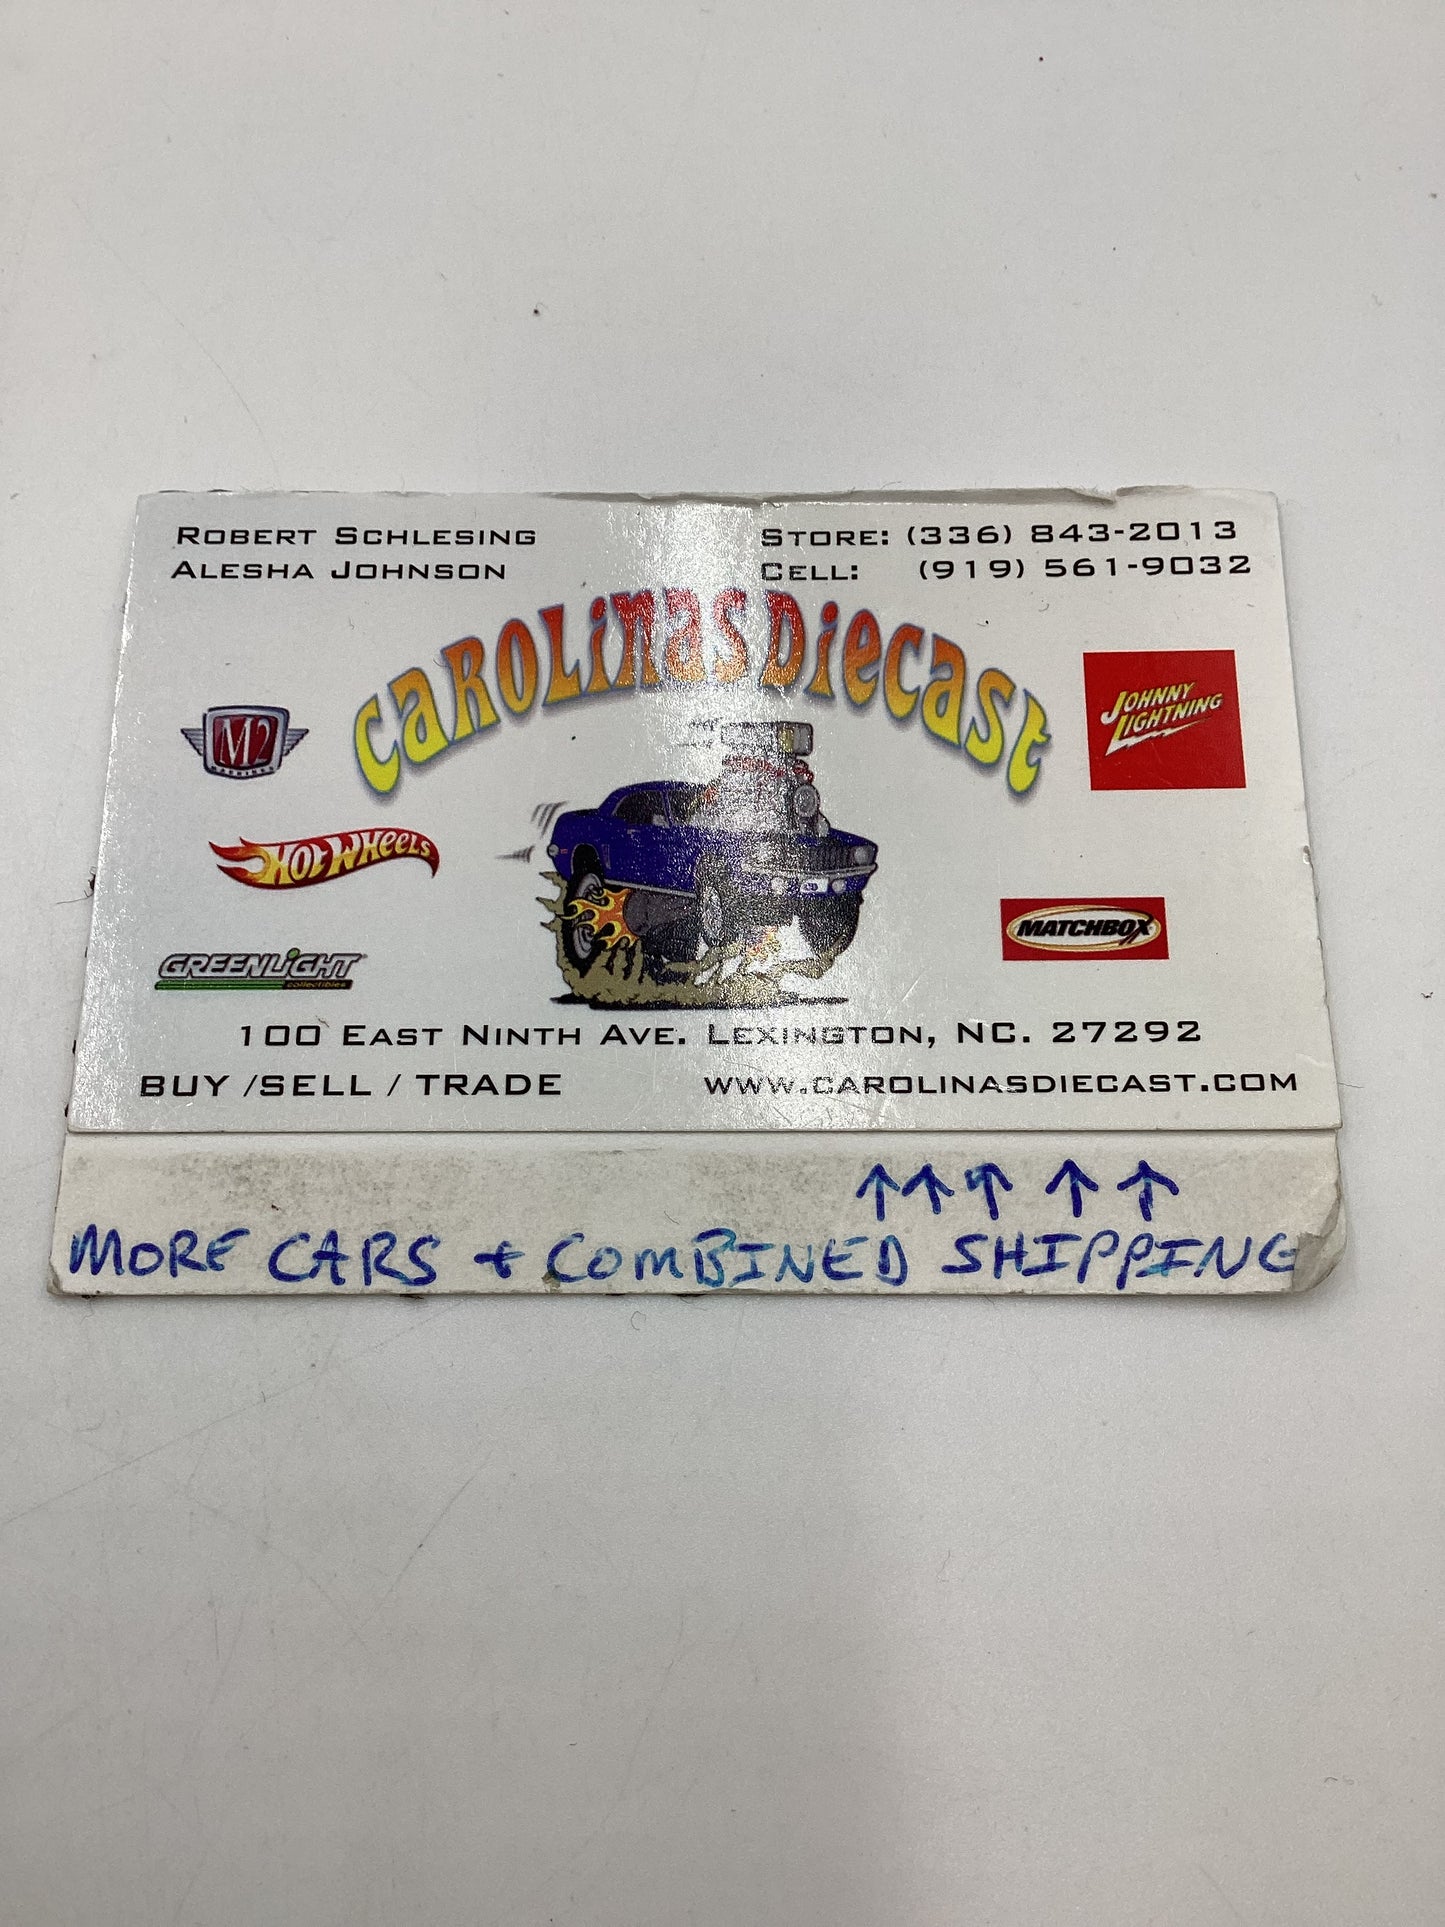 ROBERT SCHLESING
ALESHA JOHNSON
STORE: (336) 843-2013
CELL: (919) 561-9032
CAROLINAS DIECAST
M2
MACHINES
JOHNNY
LIGHTNING
HOT WHEELS
MATCHBOX
GREENLIGHT
collectibles
100 EAST NINTH AVE. LEXINGTON, NC. 27292
BUY /SELL / TRADE
WWW.CAROLINASDIECAST.COM
↑↑↑↑↑
MORE CARS + COMBINED SHIPPING